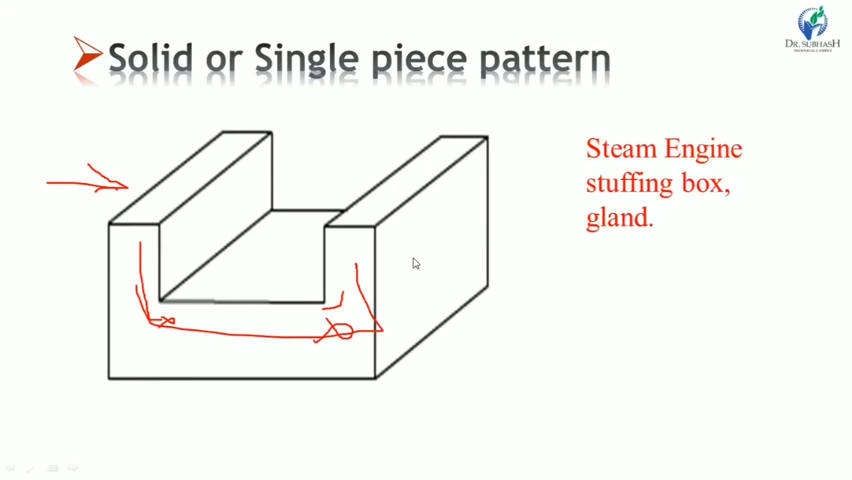 Solid or Single piece pattern
DR. SUBHASH
Steam Engine
stuffing box,
gland.